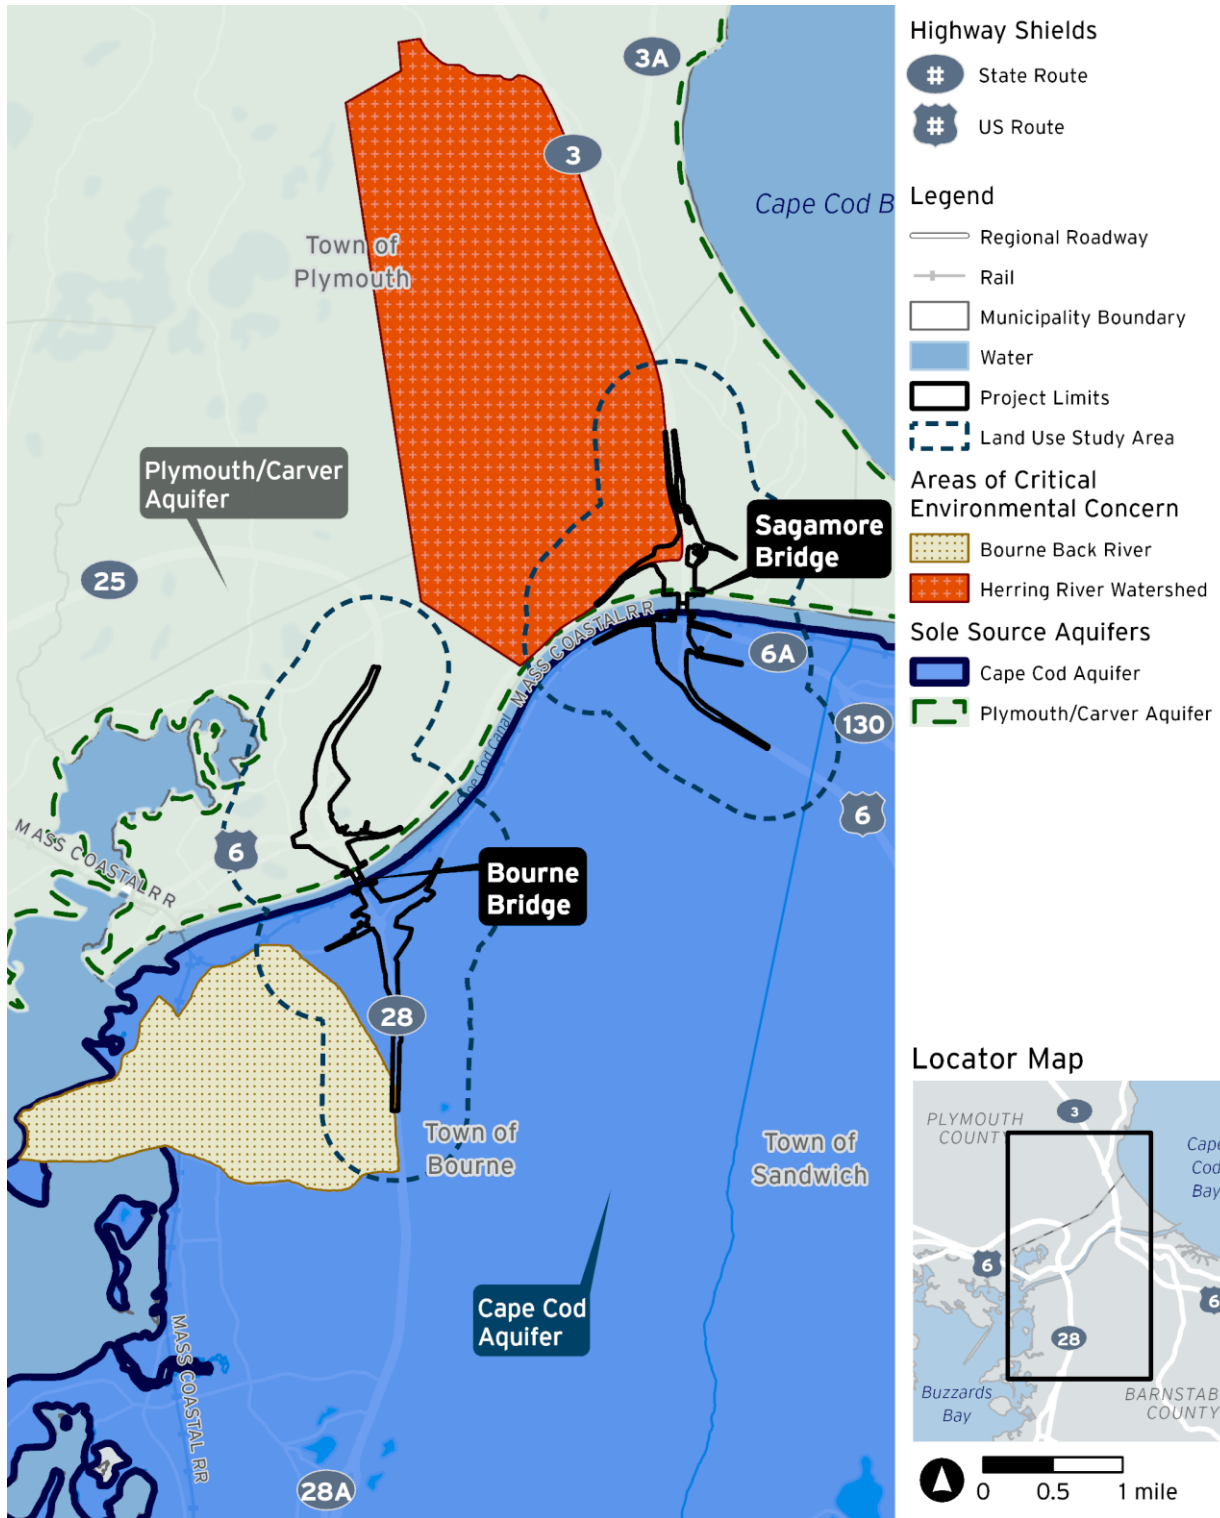 3A
3
Cape Cod B
Town of
Plymouth
Plymouth/Carver
Aquifer
25
Sagamore
Bridge
MASS COASTAL RR
6A
130
6
Cape Cod Canal
MASS COASTAL RR
6
Bourne
Bridge
28
Town of
Bourne
Town of
Sandwich
Cape Cod
Aquifer
MASS COASTAL RR
28A
Highway Shields
# State Route
# US Route
Legend
Regional Roadway
Rail
Municipality Boundary
Water
Project Limits
Land Use Study Area
Areas of Critical
Environmental Concern
Bourne Back River
Herring River Watershed
Sole Source Aquifers
Cape Cod Aquifer
Plymouth/Carver Aquifer
Locator Map
PLYMOUTH
COUNTY
3
Cape
Cod
Bay
6
6
28
Buzzards
Bay
BARNSTAB
COUNTY
0 0.5 1 mile